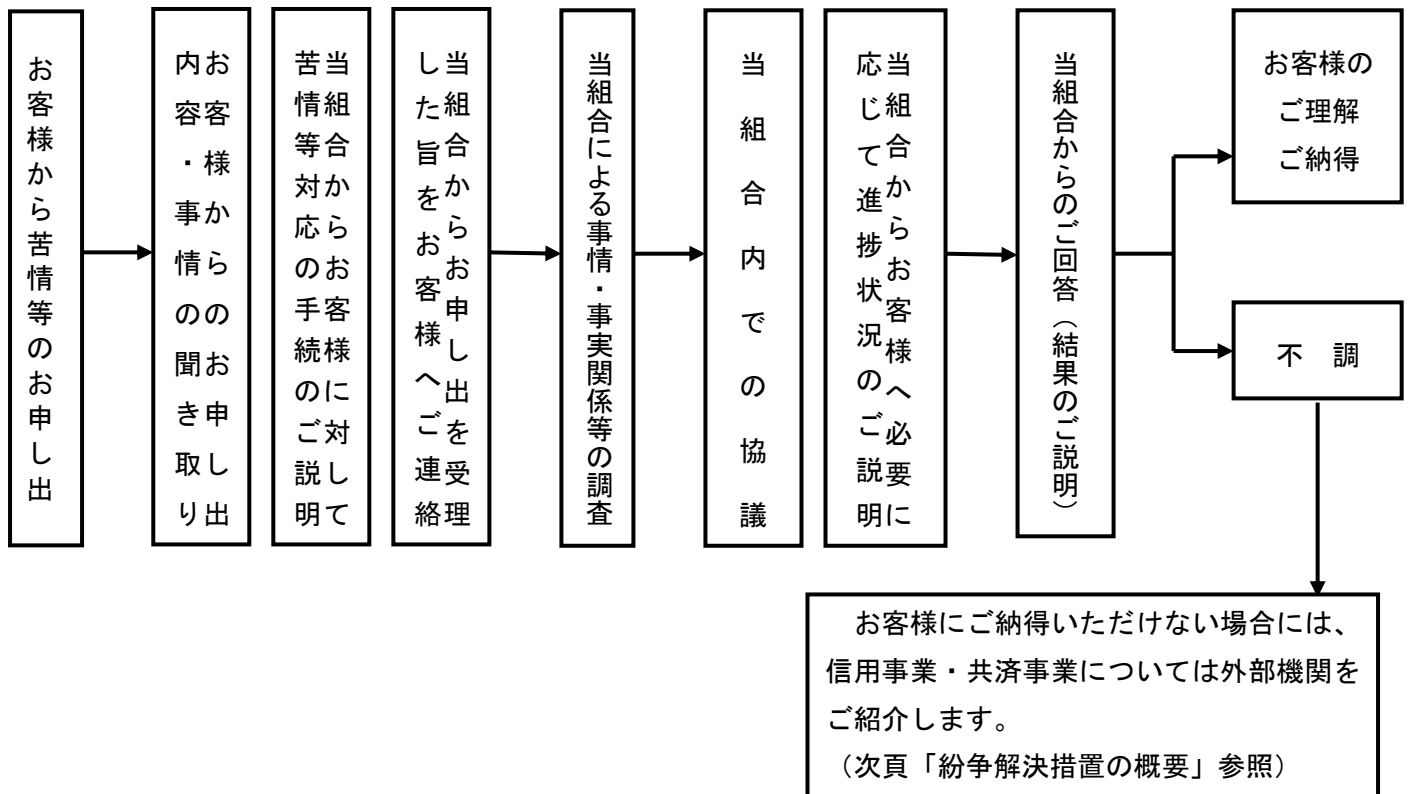 お客様から苦情等のお申し出
お客様からのお申し出
内容・事情の聞き取り
当組合からお客様に対して
苦情等対応の手続のご説明
当組合からお申し出を受理
した旨をお客様へご連絡
当組合による事情・事実関係等の調査
当組合内での協議
当組合からお客様へ必要に
応じて進捗状況のご説明
当組合からのご回答(結果のご説明)
お客様の
ご理解
ご納得
不 調
お客様にご納得いただけない場合には、
信用事業・共済事業については外部機関を
ご紹介します。
(次頁「紛争解決措置の概要」参照)